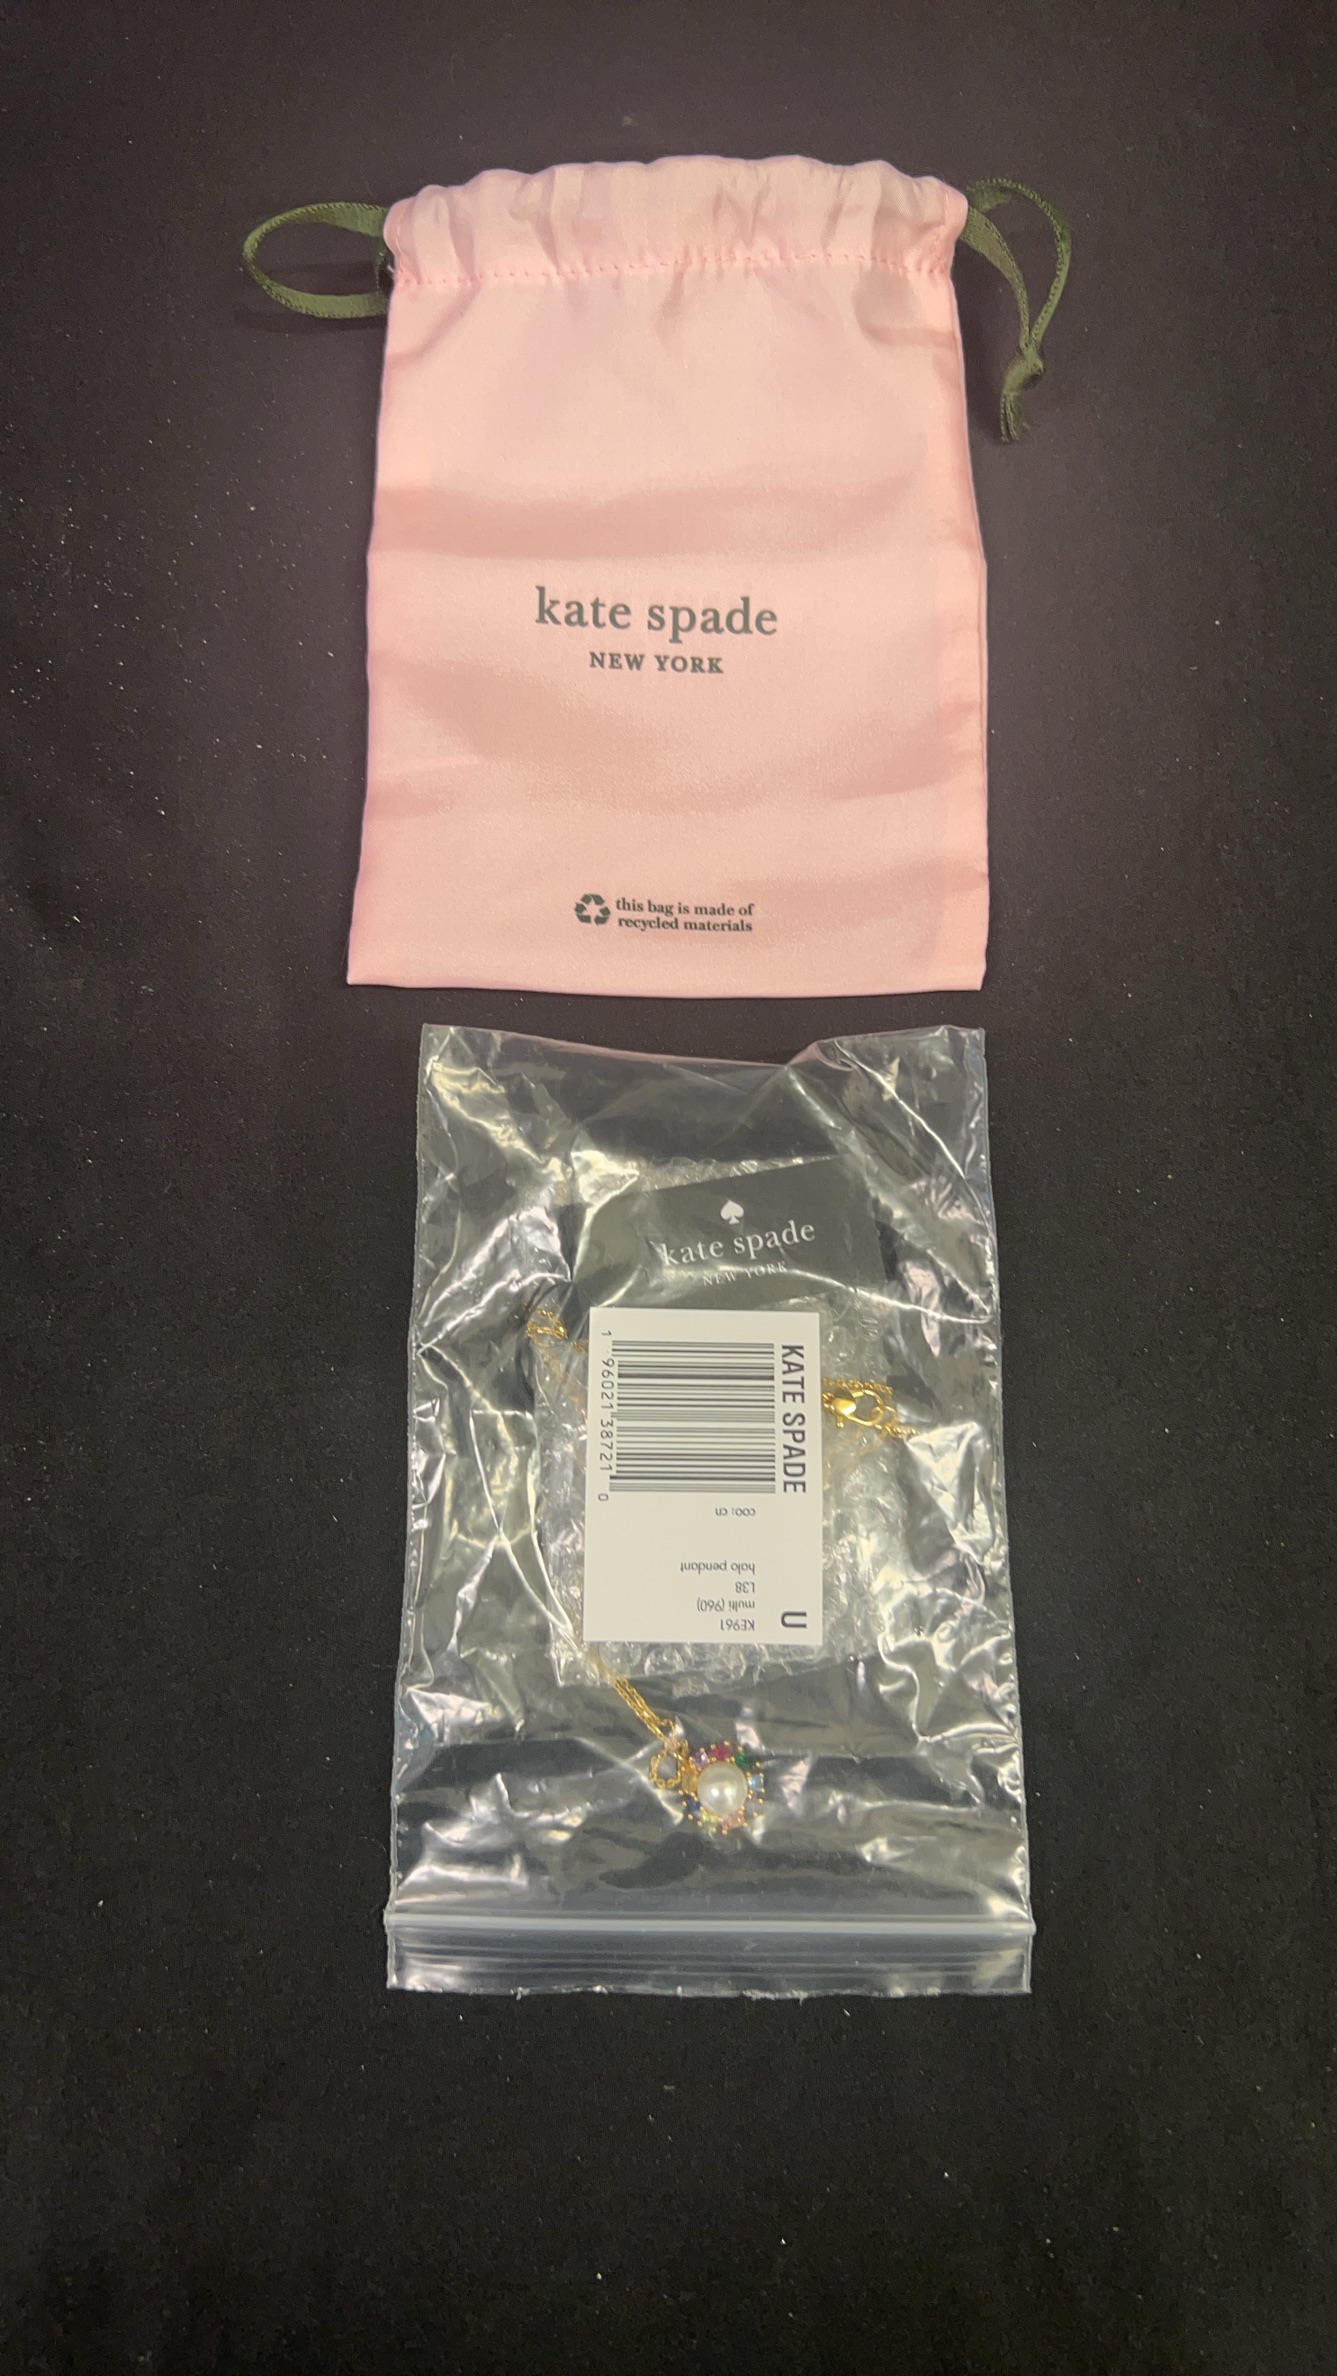 kate spade
NEW YORK
this bag is made of
recycled materials
kate spade
NEW YORK
KATE SPADE
U
1 96021 38721 0
coo: cn
KE961
multi (960)
L38
halo pendant